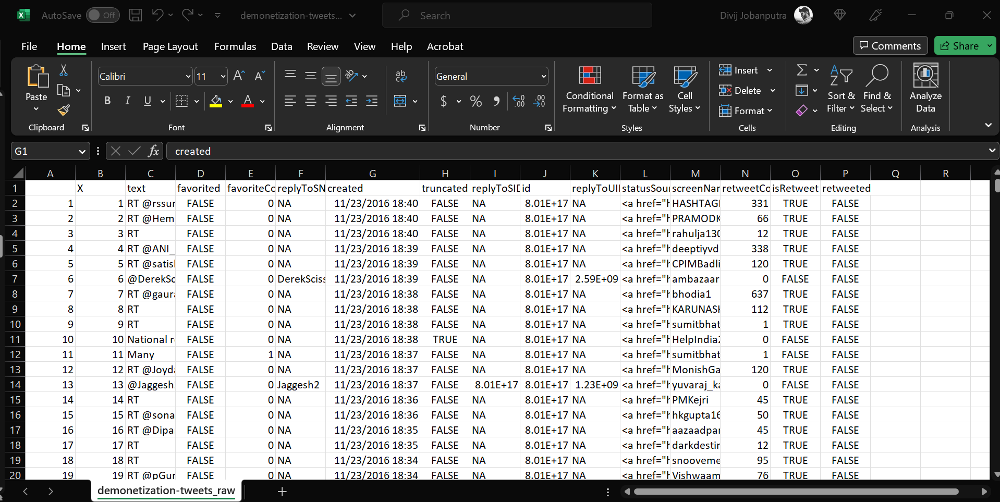 AutoSave Off demonetization-tweets... Search Divij Jobanputra
File Home Insert Page Layout Formulas Data Review View Help Acrobat Comments Share
Paste Calibri 11 General Conditional Formatting Format as Table Cell Styles Insert Delete Format Sort & Filter Find & Select Analyze Data
Clipboard Font Alignment Number Styles Cells Editing Analysis
G1 fx created
A B C D E F G H I J K L M N O P Q R
1 X text favorited favoriteCo replyToSN created truncated replyToSID id replyToUI statusSou screenNar retweetCo isRetweet retweeted
2 1 1 RT @rssur FALSE 0 NA 11/23/2016 18:40 FALSE NA 8.01E+17 NA <a href="h HASHTAG 331 TRUE FALSE
3 2 2 RT @Hem FALSE 0 NA 11/23/2016 18:40 FALSE NA 8.01E+17 NA <a href="h PRAMODK 66 TRUE FALSE
4 3 3 RT FALSE 0 NA 11/23/2016 18:40 FALSE NA 8.01E+17 NA <a href="h rahulja130 12 TRUE FALSE
5 4 4 RT @ANI_ FALSE 0 NA 11/23/2016 18:39 FALSE NA 8.01E+17 NA <a href="h deeptiyvd 338 TRUE FALSE
6 5 5 RT @satisl FALSE 0 NA 11/23/2016 18:39 FALSE NA 8.01E+17 NA <a href="h CPIMBadli 120 TRUE FALSE
7 6 6 @DerekSc FALSE 0 DerekSciss 11/23/2016 18:39 FALSE NA 8.01E+17 2.59E+09 <a href="h ambazaar 0 FALSE FALSE
8 7 7 RT @gaura FALSE 0 NA 11/23/2016 18:38 FALSE NA 8.01E+17 NA <a href="h bhodia1 637 TRUE FALSE
9 8 8 RT FALSE 0 NA 11/23/2016 18:38 FALSE NA 8.01E+17 NA <a href="h KARUNASH 112 TRUE FALSE
10 9 9 RT FALSE 0 NA 11/23/2016 18:38 FALSE NA 8.01E+17 NA <a href="h sumitbhat 1 TRUE FALSE
11 10 10 National r FALSE 0 NA 11/23/2016 18:38 TRUE NA 8.01E+17 NA <a href="h HelpIndia2 0 FALSE FALSE
12 11 11 Many FALSE 1 NA 11/23/2016 18:37 FALSE NA 8.01E+17 NA <a href="h sumitbhat 1 FALSE FALSE
13 12 12 RT @Joyda FALSE 0 NA 11/23/2016 18:37 FALSE NA 8.01E+17 NA <a href="h MonishGa 120 TRUE FALSE
14 13 13 @Jaggesh FALSE 0 Jaggesh2 11/23/2016 18:37 FALSE 8.01E+17 8.01E+17 1.23E+09 <a href="h yuvaraj_ka 0 FALSE FALSE
15 14 14 RT FALSE 0 NA 11/23/2016 18:36 FALSE NA 8.01E+17 NA <a href="h PMKejri 45 TRUE FALSE
16 15 15 RT @sona FALSE 0 NA 11/23/2016 18:36 FALSE NA 8.01E+17 NA <a href="h hkgupta16 50 TRUE FALSE
17 16 16 RT @Dipa FALSE 0 NA 11/23/2016 18:35 FALSE NA 8.01E+17 NA <a href="h aazaadpar 45 TRUE FALSE
18 17 17 RT FALSE 0 NA 11/23/2016 18:35 FALSE NA 8.01E+17 NA <a href="h darkdestir 12 TRUE FALSE
19 18 18 RT FALSE 0 NA 11/23/2016 18:34 FALSE NA 8.01E+17 NA <a href="h snooveme 95 TRUE FALSE
20 19 19 RT @pGur FALSE 0 NA 11/23/2016 18:34 FALSE NA 8.01E+17 NA <a href="h Vishwaam 76 TRUE FALSE
demonetization-tweets_raw